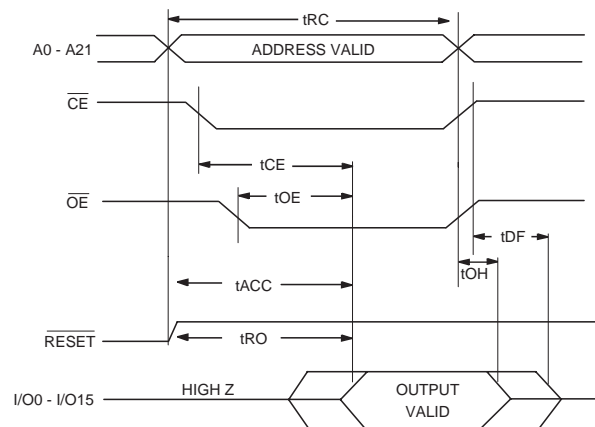 tRC
A0 - A21
ADDRESS VALID
CE
tCE
tOE
OE
tDF
tOH
tACC
RESET
tRO
HIGH Z
I/O0 - I/O15
OUTPUT
VALID